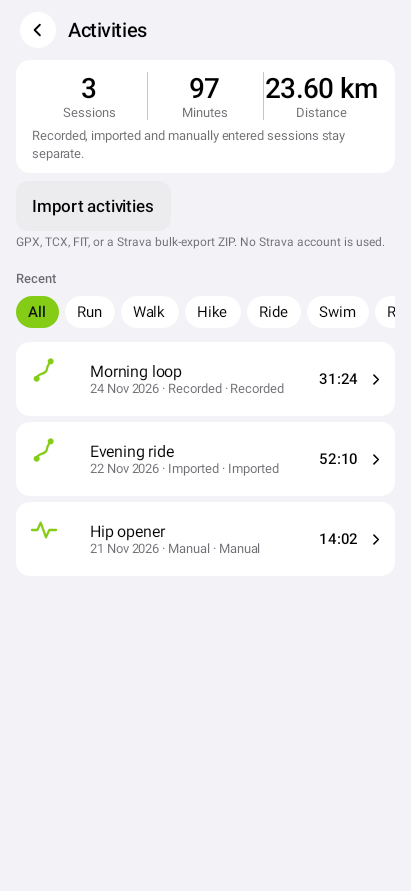 Activities
3
97
23.60 km
Sessions
Minutes
Distance
Recorded, imported and manually entered sessions stay
separate.
Import activities
GPX, TCX, FIT, or a Strava bulk-export ZIP. No Strava account is used.
Recent
All
Run
Walk
Hike
Ride
Swim
R
Morning loop
31:24
24 Nov 2026 · Recorded · Recorded
Evening ride
52:10
22 Nov 2026 · Imported · Imported
Hip opener
14:02
21 Nov 2026 · Manual · Manual